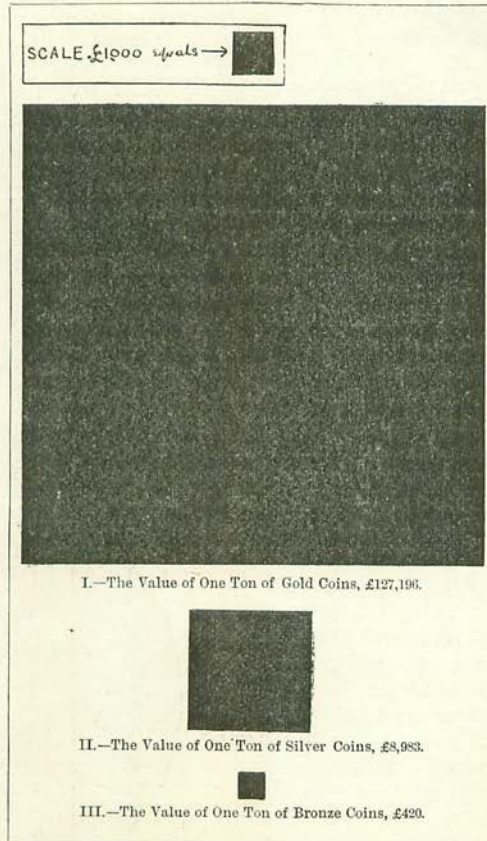 SCALE. £1000 equals →
I.—The Value of One Ton of Gold Coins, £127,196.
II.—The Value of One Ton of Silver Coins, £8,983.
III.—The Value of One Ton of Bronze Coins, £420.